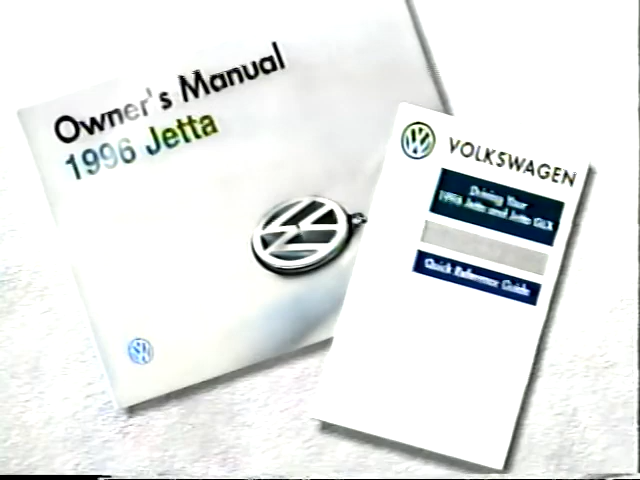 Owner's Manual
1996 Jetta
VOLKSWAGEN
Driving Your
1996 Jetta and Jetta GLX
Quick Reference Guide